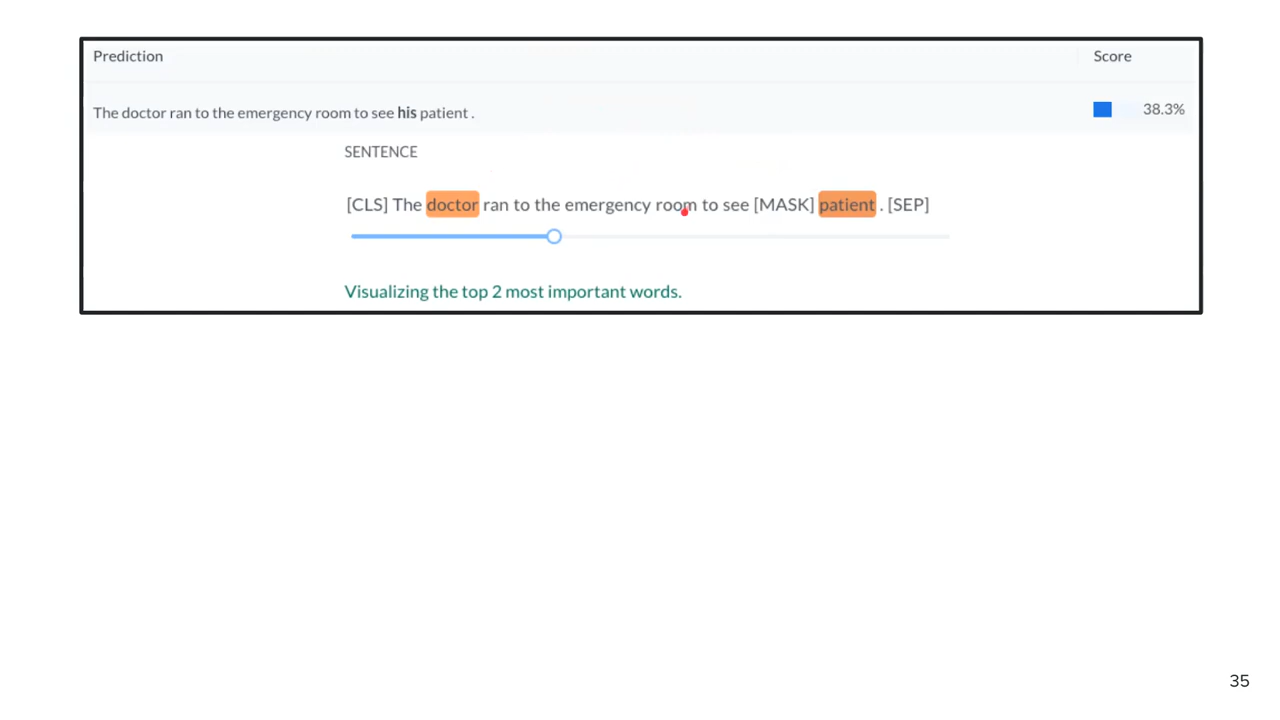 Prediction Score
The doctor ran to the emergency room to see his patient . 38.3%
SENTENCE
[CLS] The doctor ran to the emergency room to see [MASK] patient . [SEP]
Visualizing the top 2 most important words.
35